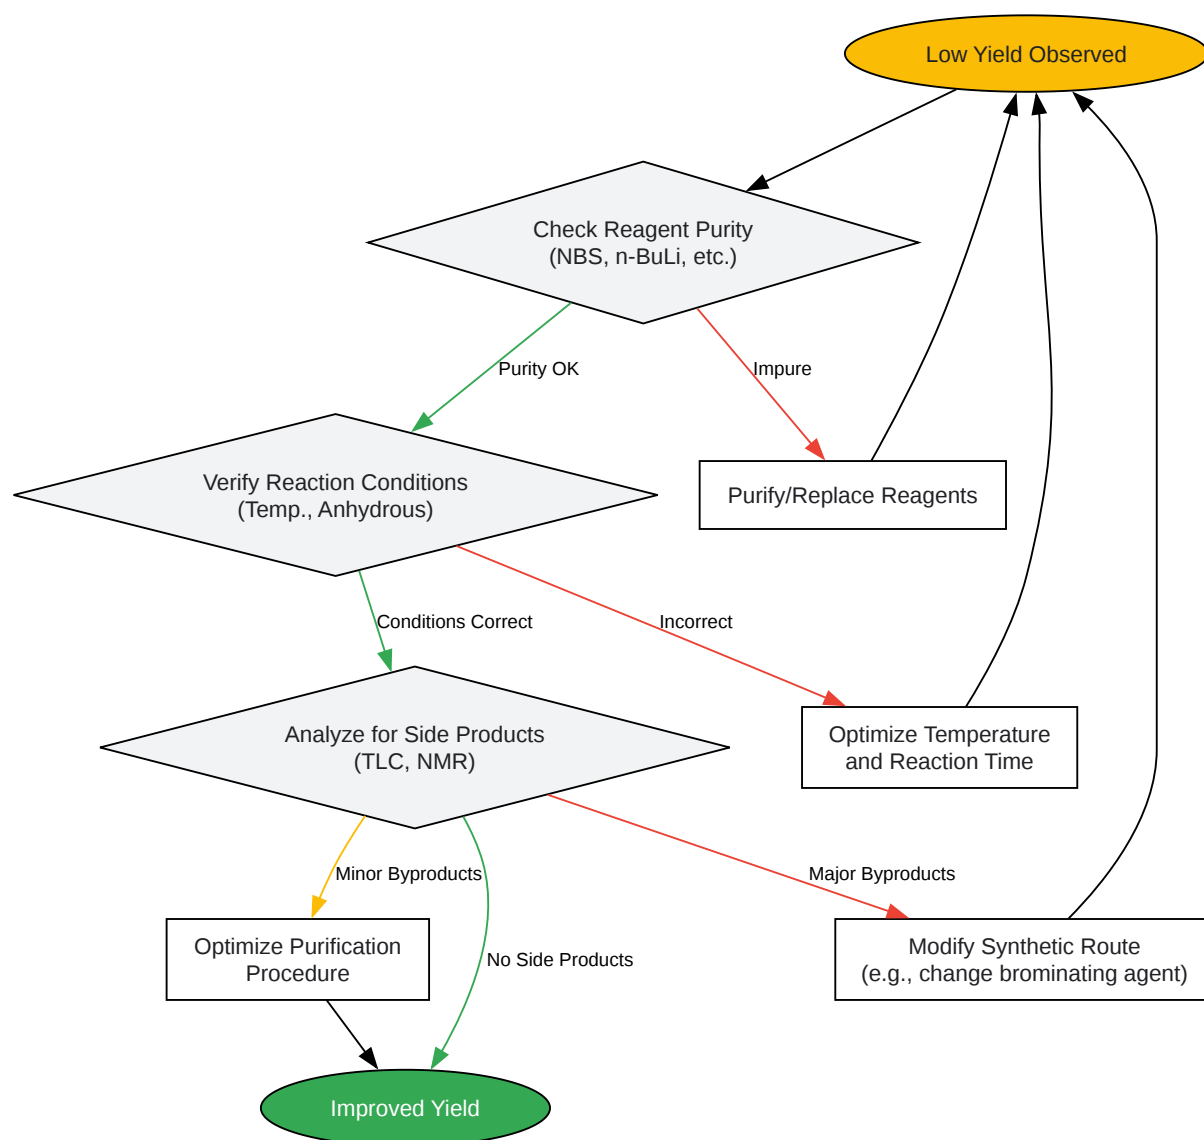 Low Yield Observed
Check Reagent Purity
(NBS, n-BuLi, etc.)
Purity OK
Impure
Verify Reaction Conditions
(Temp., Anhydrous)
Purify/Replace Reagents
Conditions Correct
Incorrect
Analyze for Side Products
(TLC, NMR)
Optimize Temperature
and Reaction Time
Minor Byproducts
Major Byproducts
Optimize Purification
Procedure
No Side Products
Modify Synthetic Route
(e.g., change brominating agent)
Improved Yield